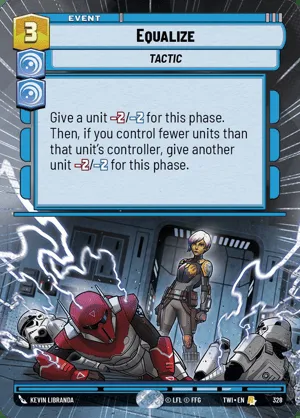 EVENT
3
EQUALIZE
TACTIC
Give a unit -2/-2 for this phase.
Then, if you control fewer units than
that unit's controller, give another
unit -2/-2 for this phase.
KEVIN LIBRANDA
© LFL © FFG
TWI • EN
328